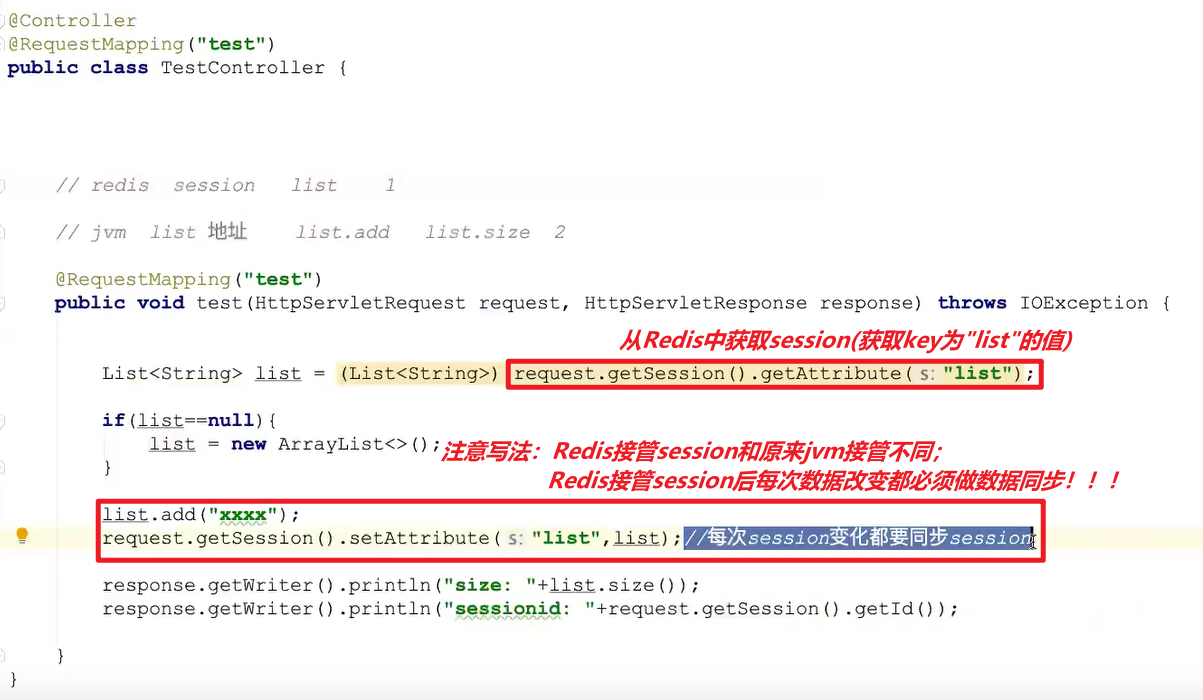 @Controller
@RequestMapping("test")
public class TestController {
// redis session list 1
// jvm list 地址 list.add list.size 2
@RequestMapping("test")
public void test(HttpServletRequest request, HttpServletResponse response) throws IOException {
从Redis中获取session(获取key为"list"的值)
List<String> list = (List<String>) request.getSession().getAttribute( s: "list");
if(list==null){
list = new ArrayList<>();
注意写法：Redis接管session和原来jvm接管不同；
}
Redis接管session后每次数据改变都必须做数据同步！！！
list.add("xxxx");
request.getSession().setAttribute( s: "list",list);//每次session变化都要同步session
response.getWriter().println("size: "+list.size());
response.getWriter().println("sessionid: "+request.getSession().getId());
}
}